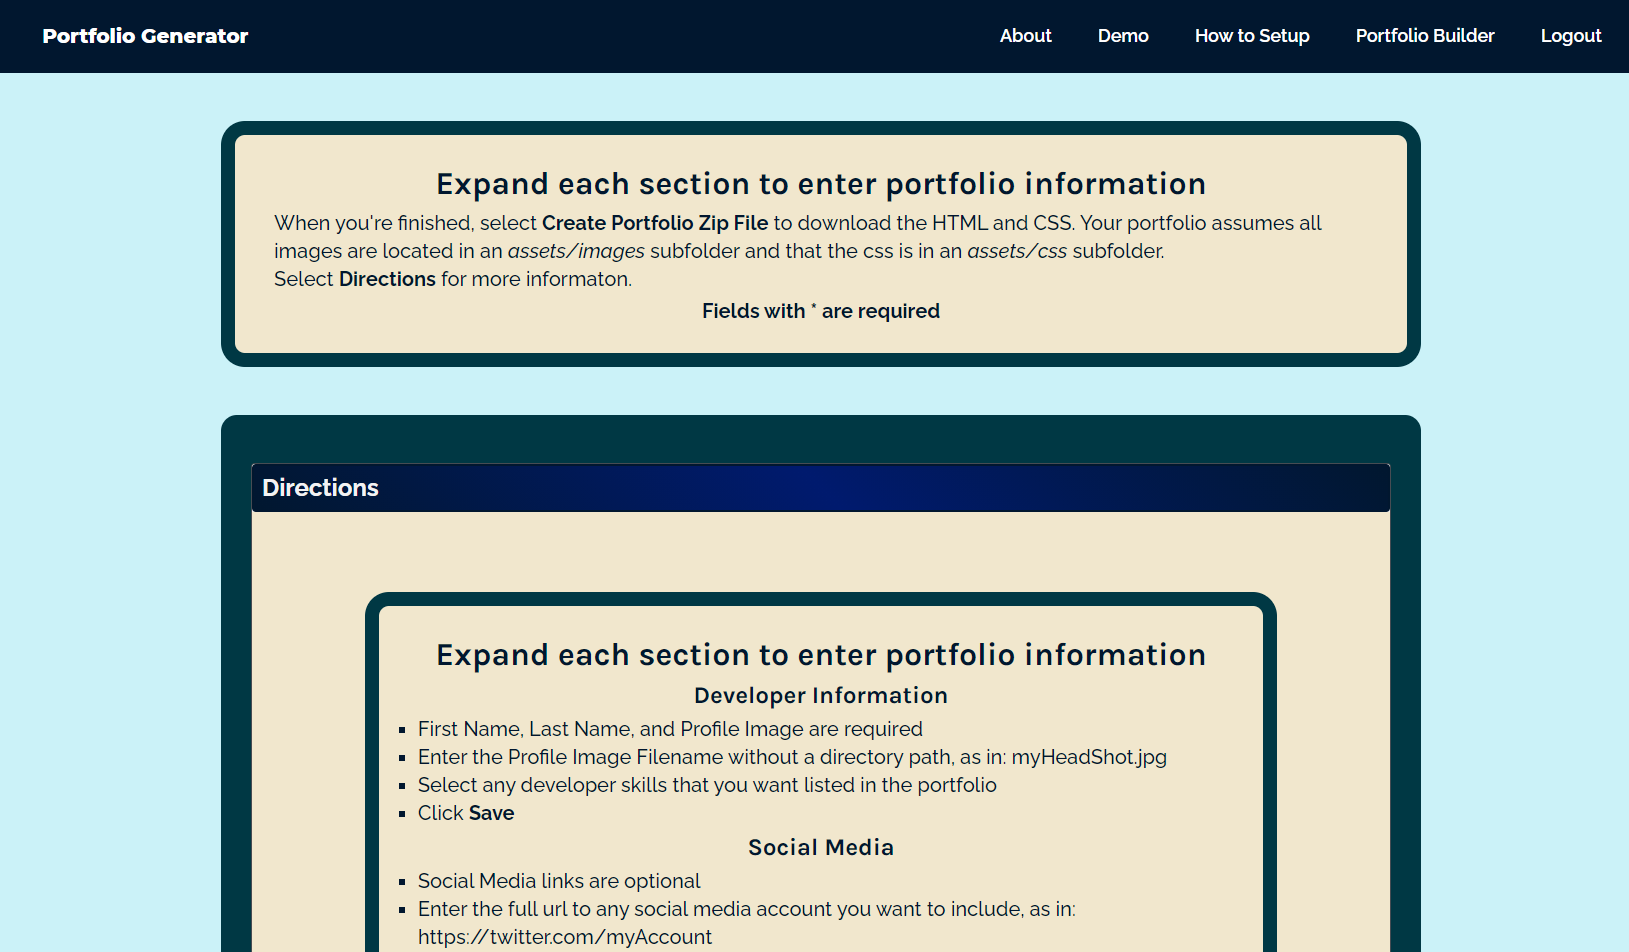 Portfolio Generator About Demo How to Setup Portfolio Builder Logout
Expand each section to enter portfolio information
When you're finished, select Create Portfolio Zip File to download the HTML and CSS. Your portfolio assumes all
images are located in an assets/images subfolder and that the css is in an assets/css subfolder.
Select Directions for more informaton.
Fields with * are required
Directions
Expand each section to enter portfolio information
Developer Information
▪ First Name, Last Name, and Profile Image are required
▪ Enter the Profile Image Filename without a directory path, as in: myHeadShot.jpg
▪ Select any developer skills that you want listed in the portfolio
▪ Click Save
Social Media
▪ Social Media links are optional
▪ Enter the full url to any social media account you want to include, as in:
https://twitter.com/myAccount